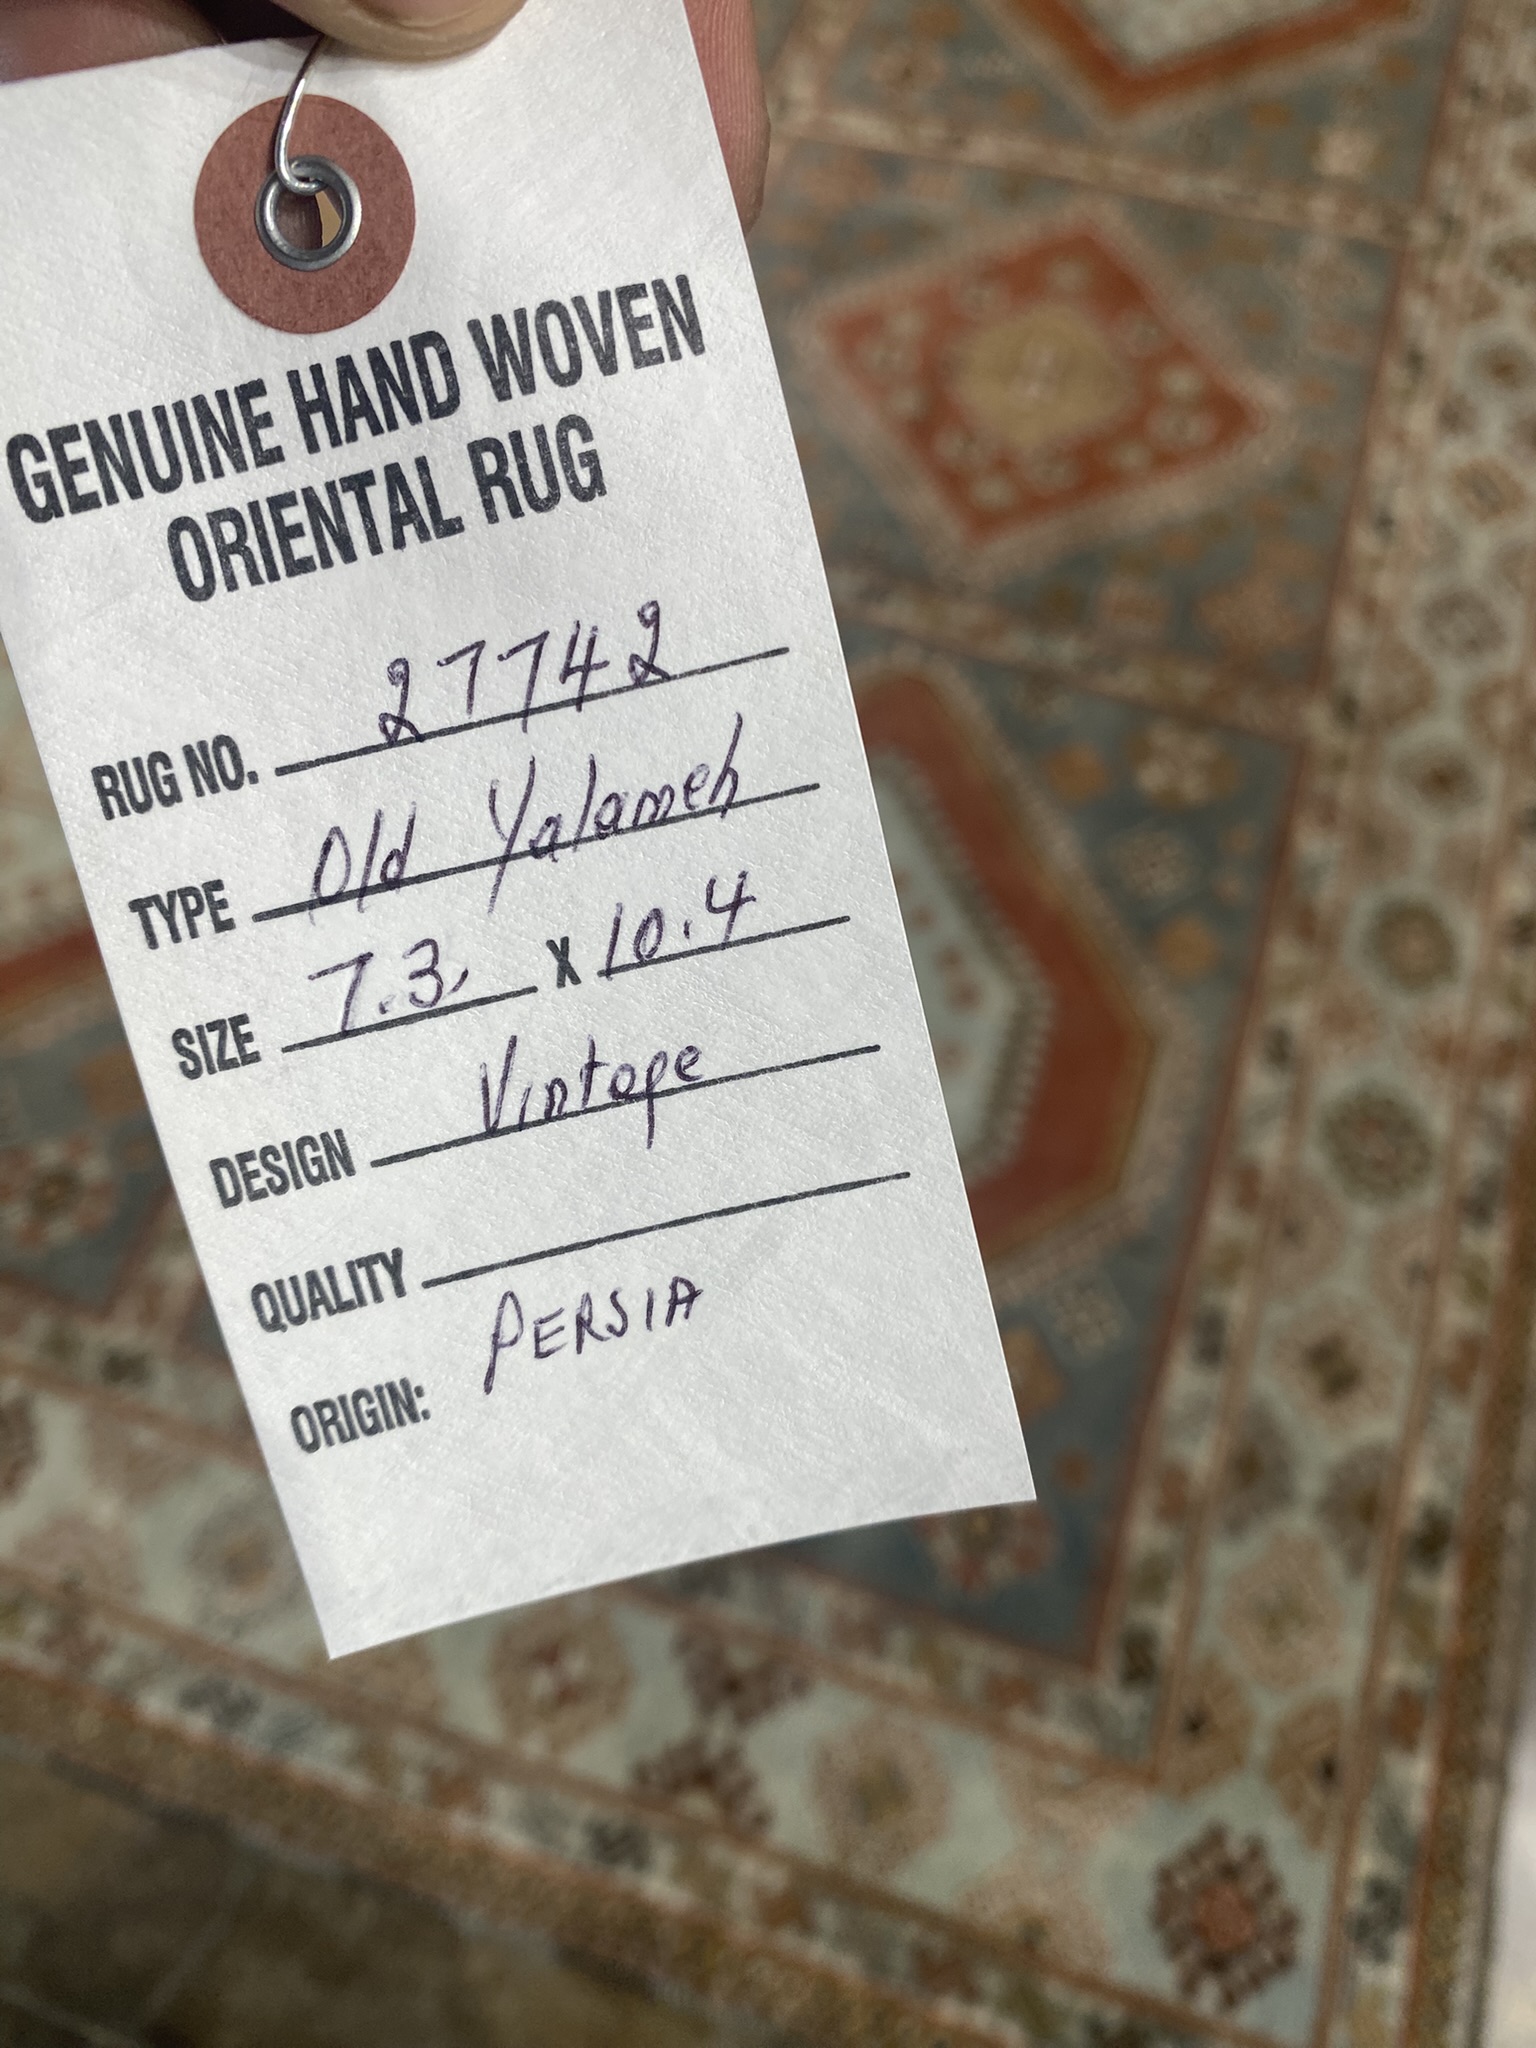 GENUINE HAND WOVEN
ORIENTAL RUG
RUG NO. 27742
TYPE Old Yalameh
SIZE 7.3. X 10.4
DESIGN Vintage
QUALITY
ORIGIN: PERSIA